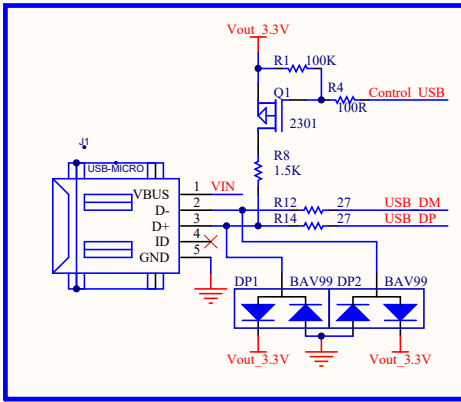 Vout_3.3V
R1 100K
Q1
R4
100R
Control_USB
2301
J1
USB-MICRO
R8
1.5K
VBUS 1 VIN
D- 2
D+ 3
ID 4
GND 5
R12 27 USB_DM
R14 27 USB_DP
DP1 BAV99 DP2 BAV99
Vout_3.3V Vout_3.3V